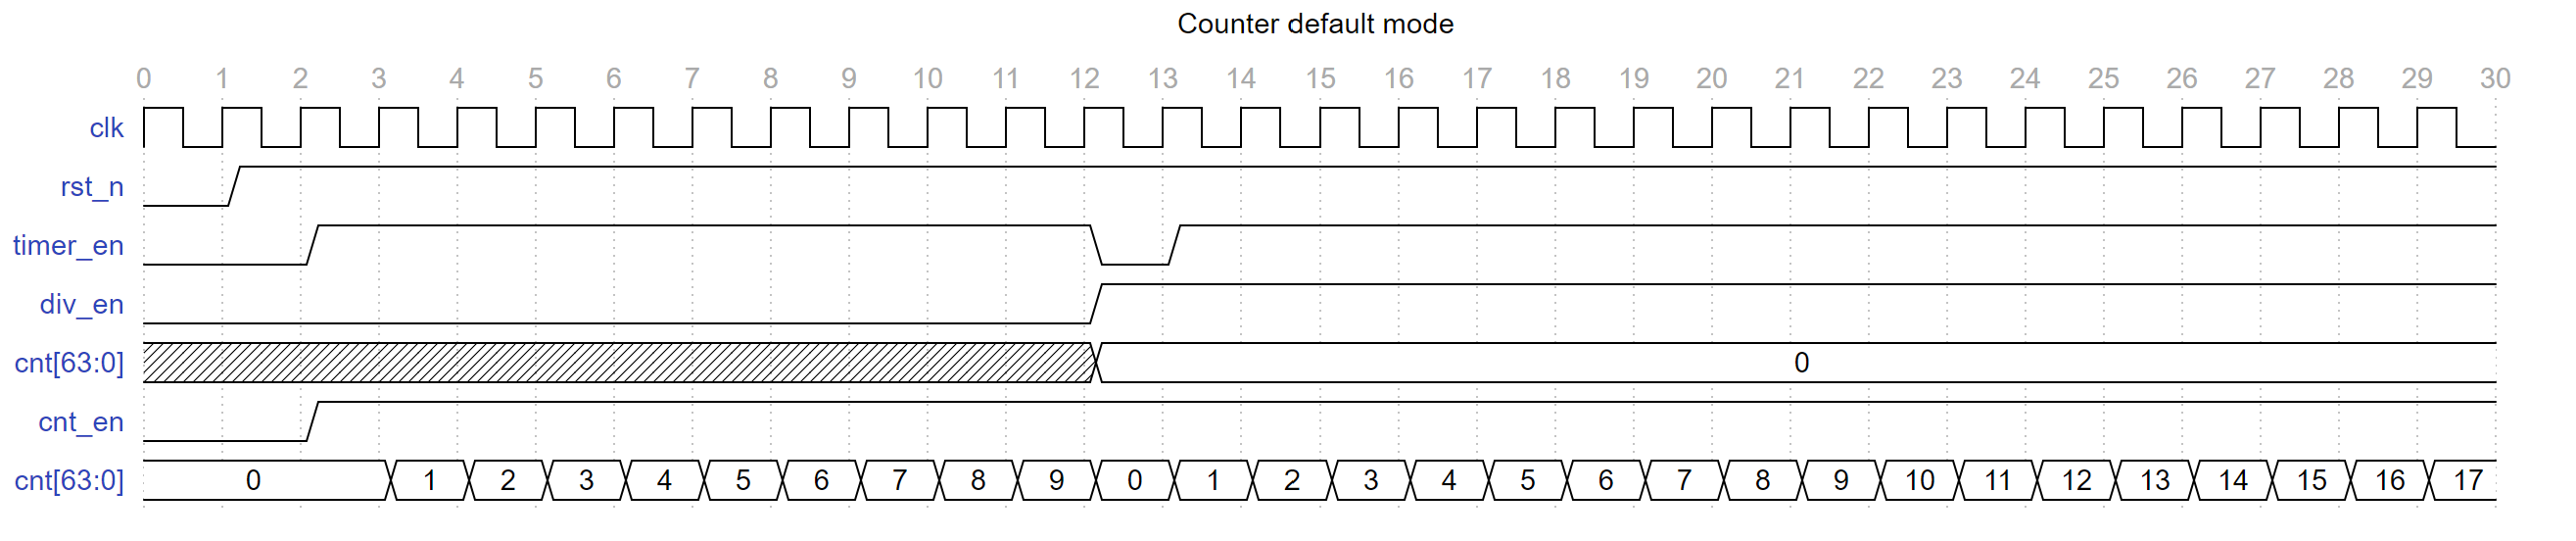 Counter default mode
0 1 2 3 4 5 6 7 8 9 10 11 12 13 14 15 16 17 18 19 20 21 22 23 24 25 26 27 28 29 30
clk
rst_n
timer_en
div_en
cnt[63:0] 0
cnt_en
cnt[63:0] 0 1 2 3 4 5 6 7 8 9 0 1 2 3 4 5 6 7 8 9 10 11 12 13 14 15 16 17